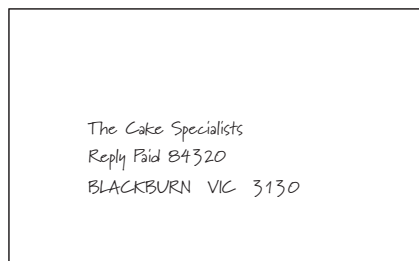 The Cake Specialists
Reply Paid 84320
BLACKBURN VIC 3130